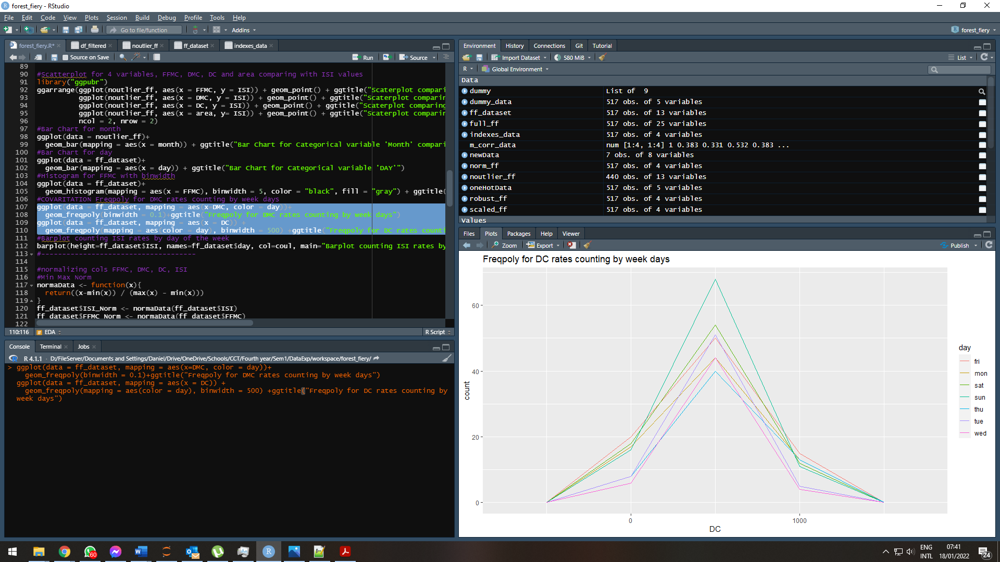 forest_fiery - RStudio
File Edit Code View Plots Session Build Debug Profile Tools Help
Go to file/function Addins forest_fiery
forest_fiery.R* df_filtered noutlier_ff ff_dataset indexes_data
Source on Save Run Source
89
90 #Scatterplot for 4 variables, FFMC, DMC, DC and area comparing with ISI values
91 library("ggpubr")
92 ggarrange(ggplot(noutlier_ff, aes(x = FFMC, y = ISI)) + geom_point() + ggtitle("Scaterplot compari
93 ggplot(noutlier_ff, aes(x = DMC, y = ISI)) + geom_point() + ggtitle("Scaterplot comparin
94 ggplot(noutlier_ff, aes(x = DC, y = ISI)) + geom_point() + ggtitle("Scaterplot comparing
95 ggplot(noutlier_ff, aes(x = area, y= ISI)) + geom_point() + ggtitle("Scaterplot comparin
96 ncol = 2, nrow = 2)
97 #Bar Chart for month
98 ggplot(data = noutlier_ff)+
99 geom_bar(mapping = aes(x = month)) + ggtitle("Bar Chart for Categorical variable 'Month' compari
100 #Bar Chart for day
101 ggplot(data = ff_dataset)+
102 geom_bar(mapping = aes(x = day)) + ggtitle("Bar Chart for Categorical variable 'DAY'")
103 #Histogram for FFMC with binwidth
104 ggplot(data = ff_dataset)+
105 geom_histogram(mapping = aes(x = FFMC), binwidth = 5, color = "black", fill = "gray") + ggtitle(
106 #COVARITATION Freqpoly for DMC rates counting by week days
107 ggplot(data = ff_dataset, mapping = aes(x=DMC, color = day))+
108 geom_freqpoly(binwidth = 0.1)+ggtitle("Freqpoly for DMC rates counting by week days")
109 ggplot(data = ff_dataset, mapping = aes(x = DC)) +
110 geom_freqpoly(mapping = aes(color = day), binwidth = 500) +ggtitle("Freqpoly for DC rates counti
111 #Barplot counting ISI rates by day of the week
112 barplot(height=ff_dataset$ISI, names=ff_dataset$day, col=coul, main="Barplot counting ISI rates by
113 #-------------------------------------
114
115 #normalizing cols FFMC, DMC, DC, ISI
116 #Min Max Norm
117 normaData <- function(x){
118 return((x-min(x)) / (max(x) - min(x)))
119 }
120 ff_dataset$ISI_Norm <- normaData(ff_dataset$ISI)
121 ff_dataset$FFMC_Norm <- normaData(ff_dataset$FFMC)
122
110:116 # EDA R Script
Console Terminal Jobs
R 4.1.1 · D:/FileServer/Documents and Settings/Daniel/Drive/OneDrive/Schools/CCT/Fourth year/Sem1/DataExp/workspace/forest_fiery/
> ggplot(data = ff_dataset, mapping = aes(x=DMC, color = day))+
geom_freqpoly(binwidth = 0.1)+ggtitle("Freqpoly for DMC rates counting by week days")
ggplot(data = ff_dataset, mapping = aes(x = DC)) +
geom_freqpoly(mapping = aes(color = day), binwidth = 500) +ggtitle("Freqpoly for DC rates counting by
week days")
Environment History Connections Git Tutorial
Import Dataset 580 MiB List
R Global Environment
Data
dummy List of 9
dummy_data 517 obs. of 5 variables
ff_dataset 517 obs. of 13 variables
full_ff 517 obs. of 25 variables
indexes_data 517 obs. of 4 variables
m_corr_data num [1:4, 1:4] 1 0.383 0.331 0.532 0.383 ...
newData 7 obs. of 8 variables
norm_ff 517 obs. of 4 variables
noutlier_ff 440 obs. of 13 variables
oneHotData 517 obs. of 5 variables
robust_ff 517 obs. of 4 variables
scaled_ff 517 obs. of 4 variables
Values
Files Plots Packages Help Viewer
Zoom Export Publish
Freqpoly for DC rates counting by week days
60
40
20
0
count
0 1000
DC
day
fri
mon
sat
sun
thu
tue
wed
60
ENG
INTL
07:41
18/01/2022
24